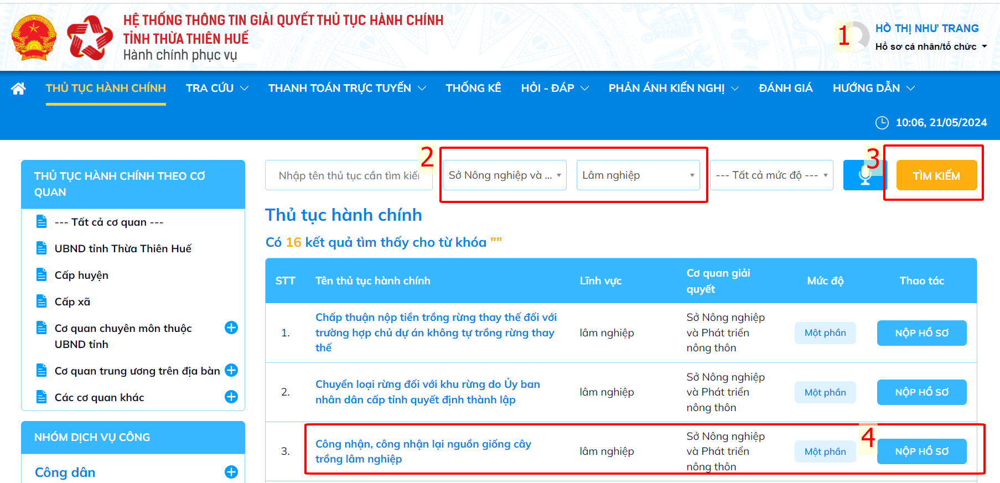 HỆ THỐNG THÔNG TIN GIẢI QUYẾT THỦ TỤC HÀNH CHÍNH
TỈNH THỪA THIÊN HUẾ
Hành chính phục vụ
1
HỒ THỊ NHƯ TRANG
Hồ sơ cá nhân/tổ chức
THỦ TỤC HÀNH CHÍNH
TRA CỨU
THANH TOÁN TRỰC TUYẾN
THỐNG KÊ
HỎI - ĐÁP
PHẢN ÁNH KIẾN NGHỊ
ĐÁNH GIÁ
HƯỚNG DẪN
10:06, 21/05/2024
THỦ TỤC HÀNH CHÍNH THEO CƠ
QUAN
--- Tất cả cơ quan ---
UBND tỉnh Thừa Thiên Huế
Cấp huyện
Cấp xã
Cơ quan chuyên môn thuộc
UBND tỉnh
Cơ quan trung ương trên địa bàn
Các cơ quan khác
NHÓM DỊCH VỤ CÔNG
Công dân
Nhập tên thủ tục cần tìm kiế
2
Sở Nông nghiệp và ...
Lâm nghiệp
--- Tất cả mức độ ---
3
TÌM KIẾM
Thủ tục hành chính
Có 16 kết quả tìm thấy cho từ khóa ""
STT
Tên thủ tục hành chính
Lĩnh vực
Cơ quan giải
quyết
Mức độ
Thao tác
1.
Chấp thuận nộp tiền trồng rừng thay thế đối với
trường hợp chủ dự án không tự trồng rừng thay
thế
lâm nghiệp
Sở Nông nghiệp
và Phát triển
nông thôn
Một phần
NỘP HỒ SƠ
2.
Chuyển loại rừng đối với khu rừng do Ủy ban
nhân dân cấp tỉnh quyết định thành lập
lâm nghiệp
Sở Nông nghiệp
và Phát triển
nông thôn
Một phần
NỘP HỒ SƠ
3.
Công nhận, công nhận lại nguồn giống cây
trồng lâm nghiệp
lâm nghiệp
Sở Nông nghiệp
và Phát triển
nông thôn
Một phần
4
NỘP HỒ SƠ